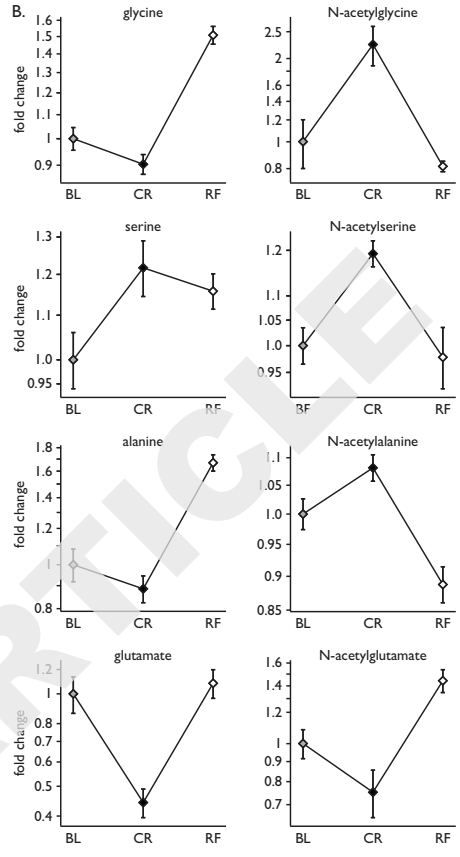 B.
glycine
fold change
1.6
1.5
1.4
1.3
1.2
1.1
1
0.9
BL CR RF
N-acetylglycine
2.5
2
1.6
1.4
1.2
1
0.8
BL CR RF
serine
fold change
1.3
1.2
1.1
1.0
0.95
BL CR RF
N-acetylserine
1.2
1.1
1.05
1
0.95
BF CR RF
alanine
fold change
1.8
1.6
1.4
1.2
1
0.8
BL CR RF
N-acetylalanine
1.1
1.05
1
0.95
0.9
0.85
BL CR RF
glutamate
fold change
1.2
1
0.8
0.7
0.6
0.5
0.4
BL CR RF
N-acetylglutamate
1.6
1.4
1.2
1
0.9
0.8
0.7
BL CR RF
ARTICLE